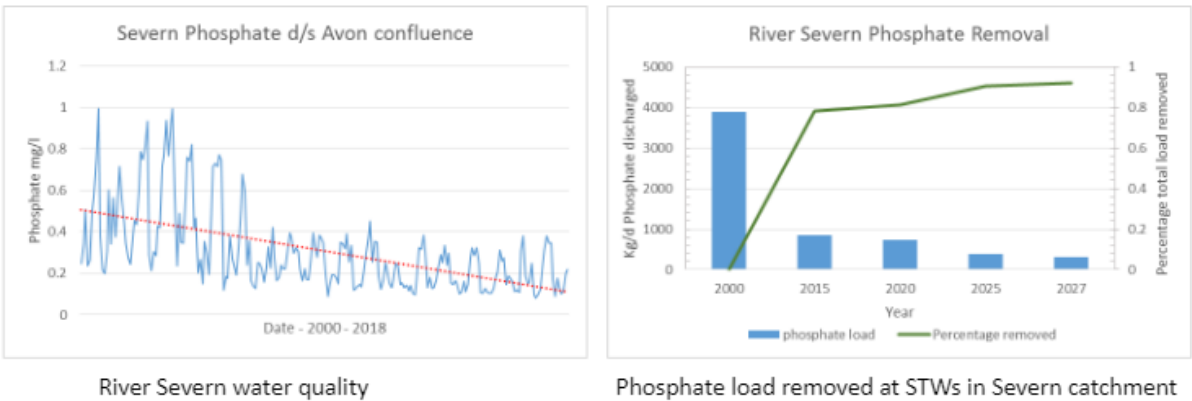 Severn Phosphate d/s Avon confluence
1.2
1
0.8
0.6
0.4
0.2
0
Phosphate mg/l
Date - 2000 - 2018
River Severn water quality
River Severn Phosphate Removal
5000
4000
3000
2000
1000
0
Kg/d Phosphate discharged
1
0.8
0.6
0.4
0.2
0
Percentage total load removed
2000 2015 2020 2025 2027
Year
phosphate load Percentage removed
Phosphate load removed at STWs in Severn catchment